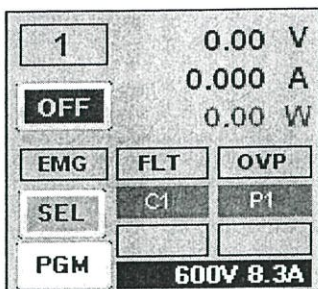 1 0.00 V
0.000 A
OFF 0.00 W
EMG FLT OVP
SEL C1 P1
PGM 600V 8.3A